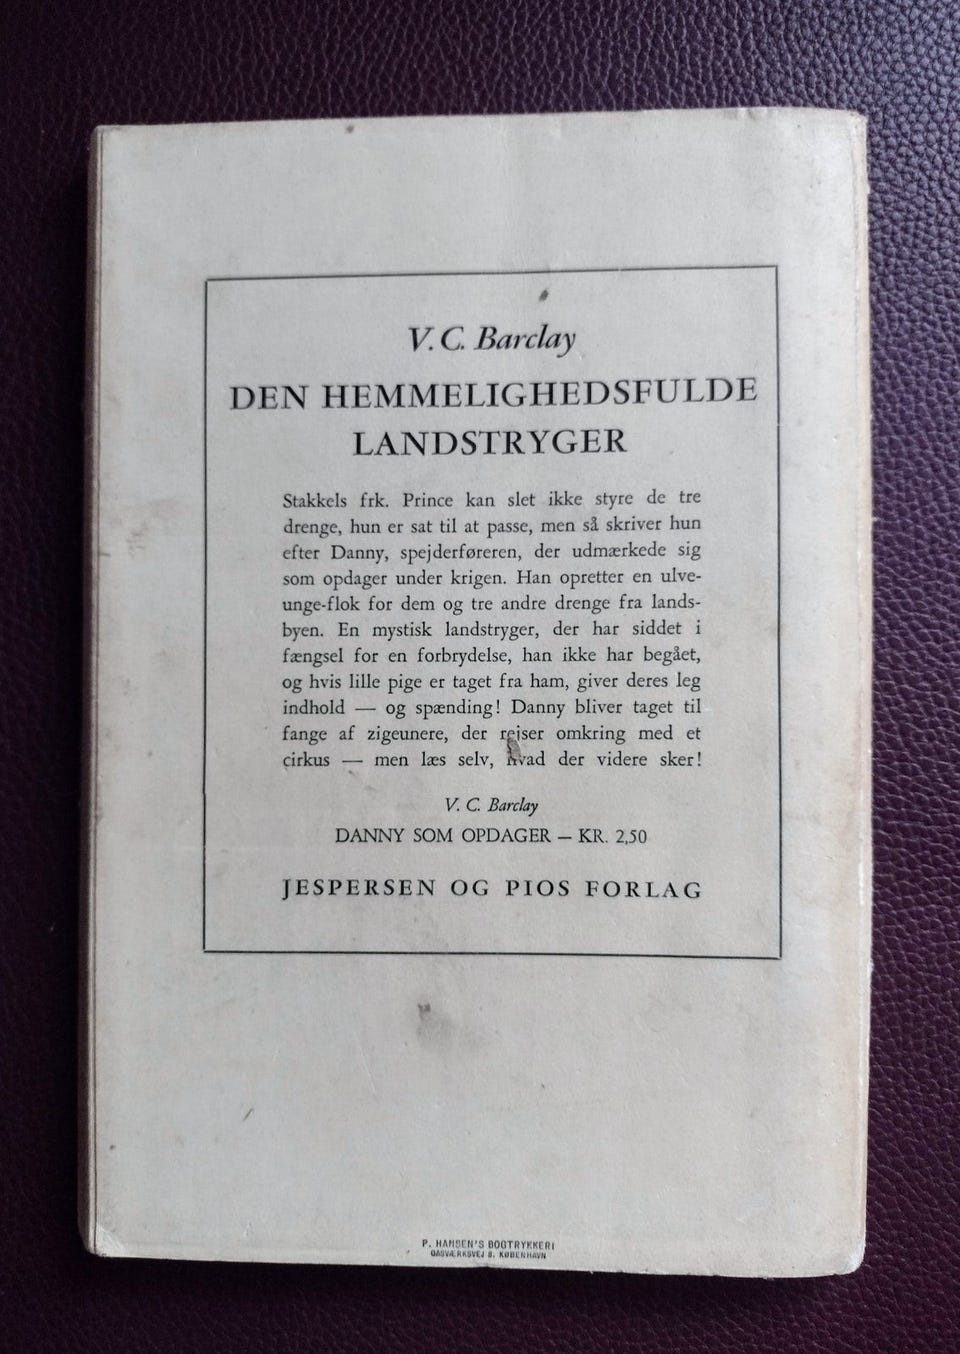 V. C. Barclay
DEN HEMMELIGHEDSFULDE
LANDSTRYGER
Stakkels frk. Prince kan slet ikke styre de tre
drenge, hun er sat til at passe, men så skriver hun
efter Danny, spejderføreren, der udmærkede sig
som opdager under krigen. Han opretter en ulve-
unge-flok for dem og tre andre drenge fra lands-
byen. En mystisk landstryger, der har siddet i
fængsel for en forbrydelse, han ikke har begået,
og hvis lille pige er taget fra ham, giver deres leg
indhold — og spænding! Danny bliver taget til
fange af zigeunere, der rejser omkring med et
cirkus — men læs selv, hvad der videre sker!
V. C. Barclay
DANNY SOM OPDAGER — KR. 2,50
JESPERSEN OG PIOS FORLAG
P. HANSEN'S BOGTRYKKERI
GASVÆRKSVEJ 8. KØBENHAVN